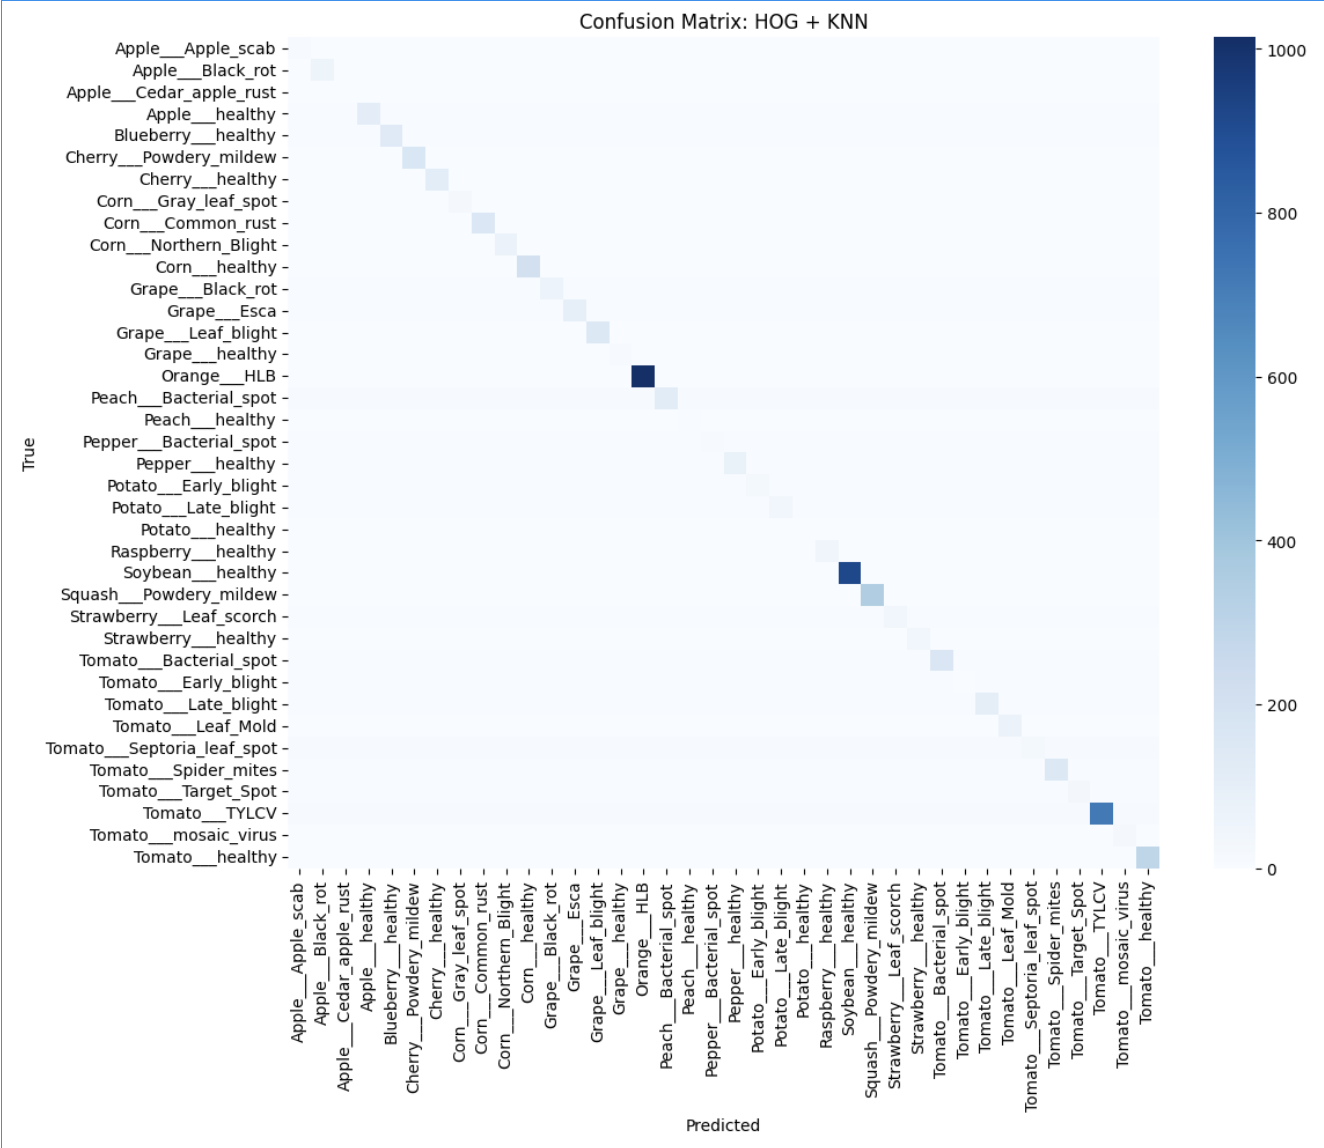 Confusion Matrix: HOG + KNN
Apple___Apple_scab
Apple___Black_rot
Apple___Cedar_apple_rust
Apple___healthy
Blueberry___healthy
Cherry___Powdery_mildew
Cherry___healthy
Corn___Gray_leaf_spot
Corn___Common_rust
Corn___Northern_Blight
Corn___healthy
Grape___Black_rot
Grape___Esca
Grape___Leaf_blight
Grape___healthy
Orange___HLB
Peach___Bacterial_spot
Peach___healthy
Pepper___Bacterial_spot
Pepper___healthy
Potato___Early_blight
Potato___Late_blight
Potato___healthy
Raspberry___healthy
Soybean___healthy
Squash___Powdery_mildew
Strawberry___Leaf_scorch
Strawberry___healthy
Tomato___Bacterial_spot
Tomato___Early_blight
Tomato___Late_blight
Tomato___Leaf_Mold
Tomato___Septoria_leaf_spot
Tomato___Spider_mites
Tomato___Target_Spot
Tomato___TYLCV
Tomato___mosaic_virus
Tomato___healthy
True
Apple___Apple_scab
Apple___Black_rot
Apple___Cedar_apple_rust
Apple___healthy
Blueberry___healthy
Cherry___Powdery_mildew
Cherry___healthy
Corn___Gray_leaf_spot
Corn___Common_rust
Corn___Northern_Blight
Corn___healthy
Grape___Black_rot
Grape___Esca
Grape___Leaf_blight
Grape___healthy
Orange___HLB
Peach___Bacterial_spot
Peach___healthy
Pepper___Bacterial_spot
Pepper___healthy
Potato___Early_blight
Potato___Late_blight
Potato___healthy
Raspberry___healthy
Soybean___healthy
Squash___Powdery_mildew
Strawberry___Leaf_scorch
Strawberry___healthy
Tomato___Bacterial_spot
Tomato___Early_blight
Tomato___Late_blight
Tomato___Leaf_Mold
Tomato___Septoria_leaf_spot
Tomato___Spider_mites
Tomato___Target_Spot
Tomato___TYLCV
Tomato___mosaic_virus
Tomato___healthy
Predicted
1000
800
600
400
200
0